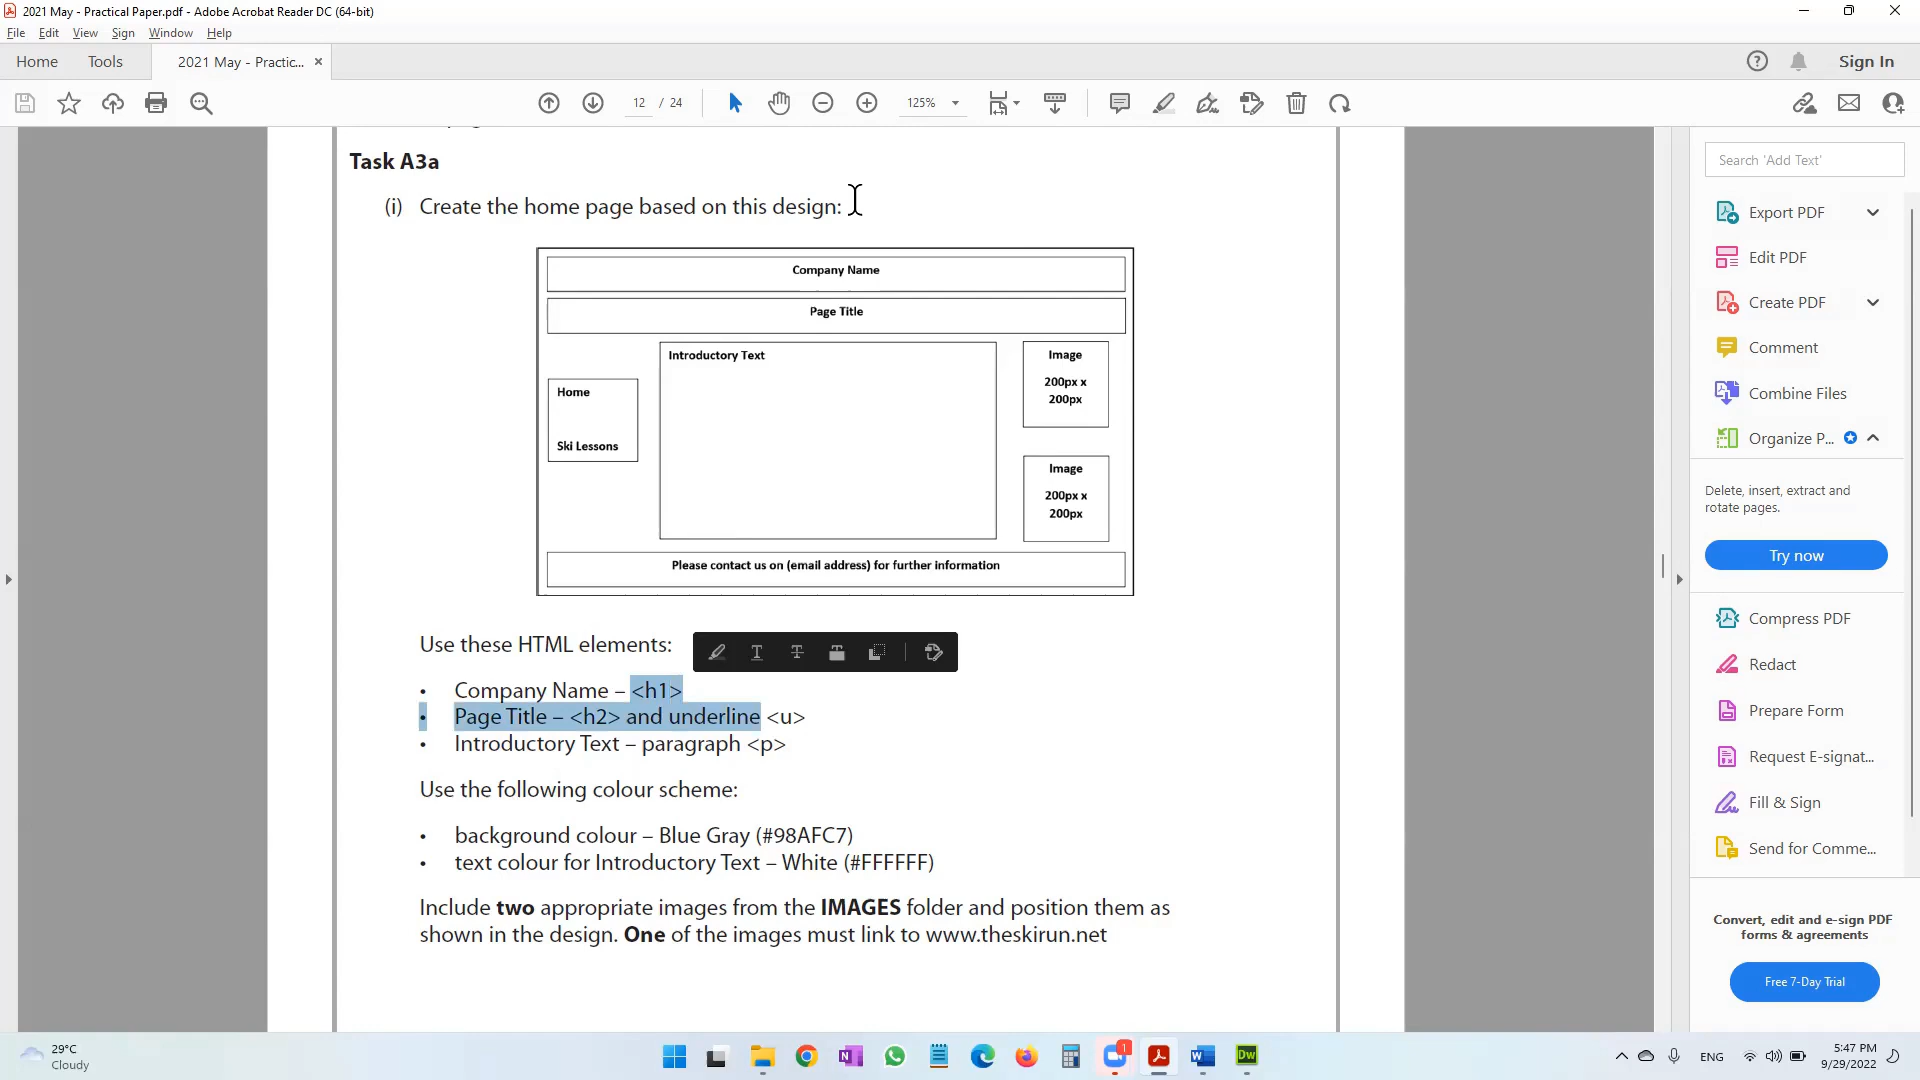 2021 May - Practical Paper.pdf - Adobe Acrobat Reader DC (64-bit)
File Edit View Sign Window Help
Home Tools 2021 May - Practic... × Sign In
12 / 24 125%
Task A3a
(i) Create the home page based on this design:
Company Name
Page Title
Introductory Text
Home
Ski Lessons
Image
200px x
200px
Image
200px x
200px
Please contact us on (email address) for further information
Use these HTML elements:
• Company Name – <h1>
• Page Title – <h2> and underline <u>
• Introductory Text – paragraph <p>
Use the following colour scheme:
• background colour – Blue Gray (#98AFC7)
• text colour for Introductory Text – White (#FFFFFF)
Include two appropriate images from the IMAGES folder and position them as
shown in the design. One of the images must link to www.theskirun.net
Search 'Add Text'
Export PDF
Edit PDF
Create PDF
Comment
Combine Files
Organize P...
Delete, insert, extract and
rotate pages.
Try now
Compress PDF
Redact
Prepare Form
Request E-signat...
Fill & Sign
Send for Comme...
Convert, edit and e-sign PDF
forms & agreements
Free 7-Day Trial
29°C
Cloudy
1
Dw
ENG
5:47 PM
9/29/2022